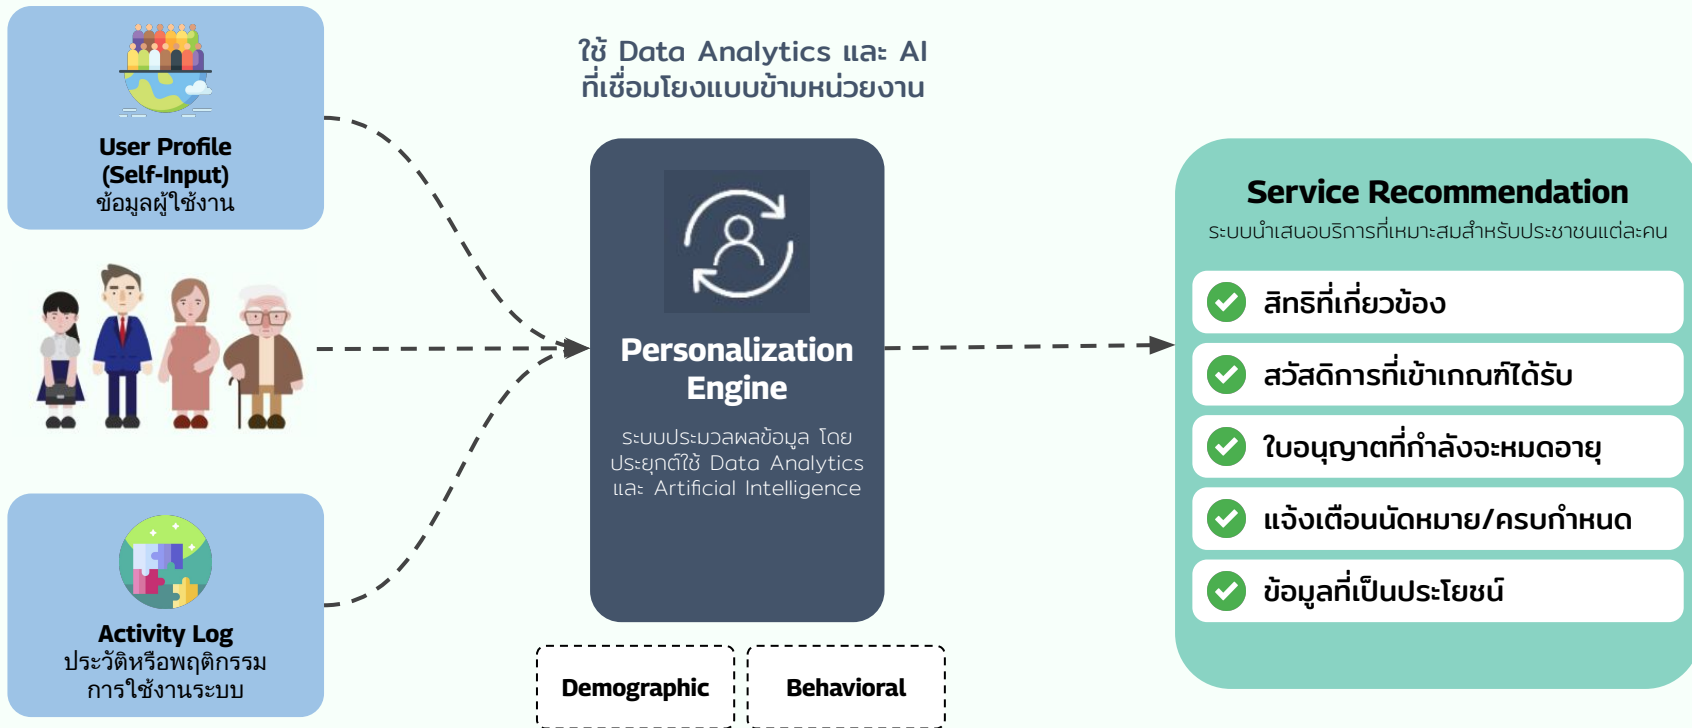 User Profile
(Self-Input)
ข้อมูลผู้ใช้งาน
Activity Log
ประวัติหรือพฤติกรรม
การใช้งานระบบ
ใช้ Data Analytics และ AI
ที่เชื่อมโยงแบบข้ามหน่วยงาน
Personalization
Engine
ระบบประมวลผลข้อมูล โดย
ประยุกต์ใช้ Data Analytics
และ Artificial Intelligence
Demographic
Behavioral
Service Recommendation
ระบบนำเสนอบริการที่เหมาะสมสำหรับประชาชนแต่ละคน
สิทธิที่เกี่ยวข้อง
สวัสดิการที่เข้าเกณฑ์ได้รับ
ใบอนุญาตที่กำลังจะหมดอายุ
แจ้งเตือนนัดหมาย/ครบกำหนด
ข้อมูลที่เป็นประโยชน์